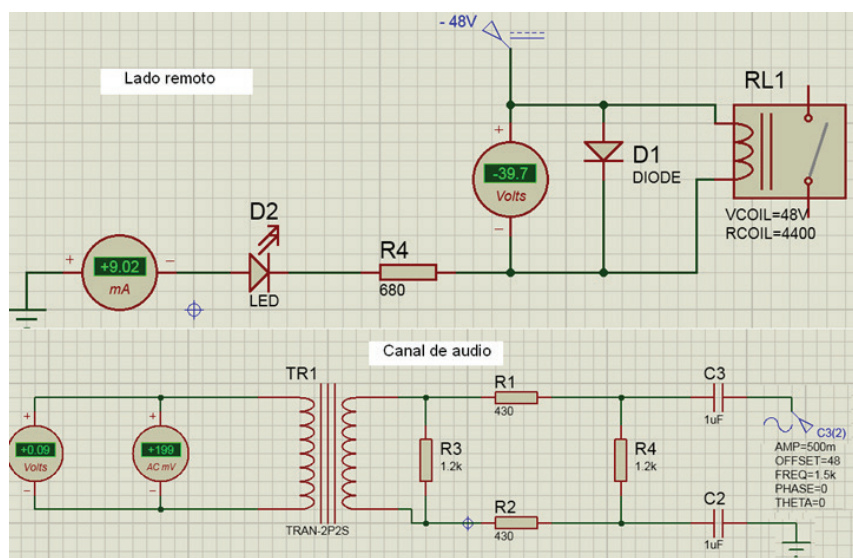 - 48V
Lado remoto
RL1
+
-39.7
Volts
−
D1
DIODE
VCOIL=48V
RCOIL=4400
D2
LED
R4
680
+
+9.02
mA
−
Canal de audio
TR1
TRAN-2P2S
+
+0.09
Volts
−
+
+199
AC mV
−
R3
1.2k
R1
430
R2
430
R4
1.2k
C3
1uF
C2
1uF
C3(2)
AMP=500m
OFFSET=48
FREQ=1.5k
PHASE=0
THETA=0